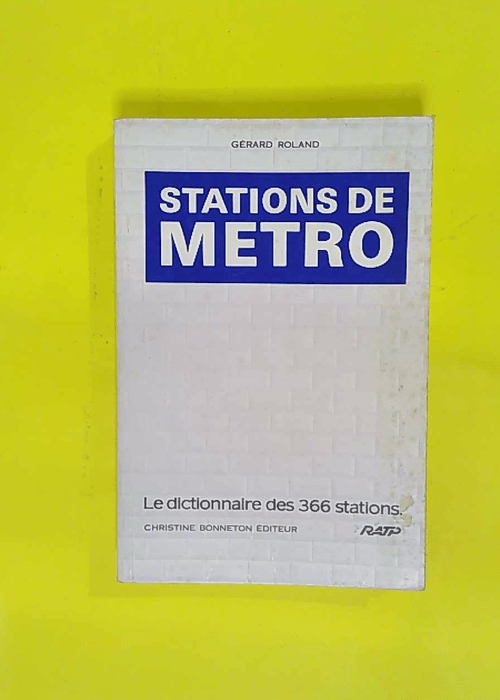 GÉRARD ROLAND
STATIONS DE
METRO
Le dictionnaire des 366 stations.
CHRISTINE BONNETON ÉDITEUR
RATP